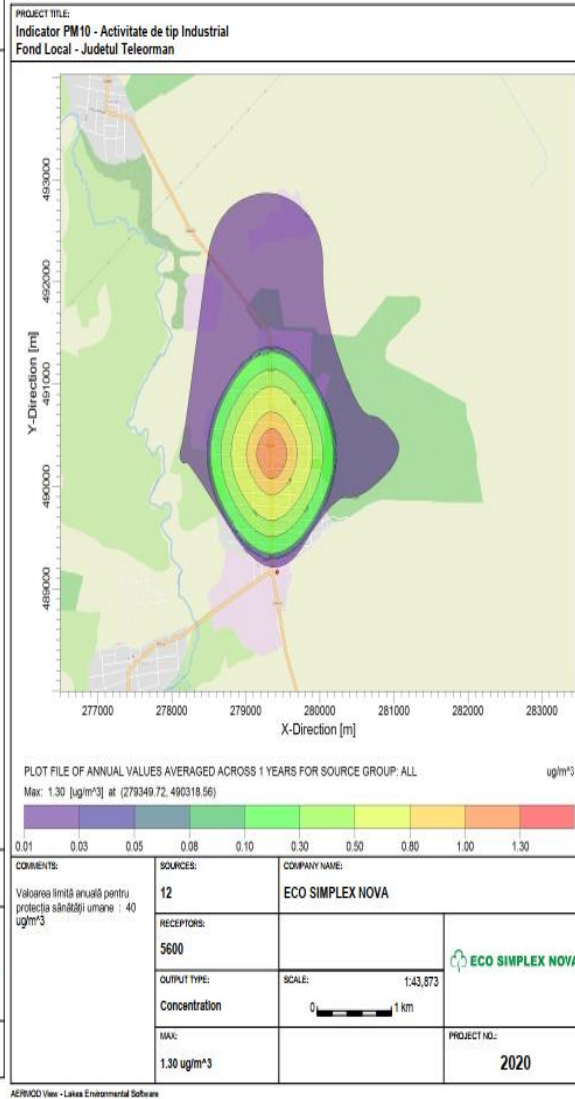 PROJECT TITLE:
Indicator PM10 - Activitate de tip Industrial
Fond Local - Judetul Teleorman
Y-Direction [m]
493000
492000
491000
490000
489000
277000 278000 279000 280000 281000 282000 283000
X-Direction [m]
PLOT FILE OF ANNUAL VALUES AVERAGED ACROSS 1 YEARS FOR SOURCE GROUP: ALL
ug/m^3
Max: 1.30 [ug/m^3] at (279349.72, 490318.56)
0.01 0.03 0.05 0.08 0.10 0.30 0.50 0.80 1.00 1.30
COMMENTS:
Valoarea limită anuală pentru
protecția sănătății umane : 40
ug/m^3
SOURCES:
12
COMPANY NAME:
ECO SIMPLEX NOVA
RECEPTORS:
5600
ECO SIMPLEX NOVA
OUTPUT TYPE:
Concentration
SCALE:
1:43,873
0 1 km
MAX:
1.30 ug/m^3
PROJECT NO.:
2020
AERMOD View - Lakes Environmental Software